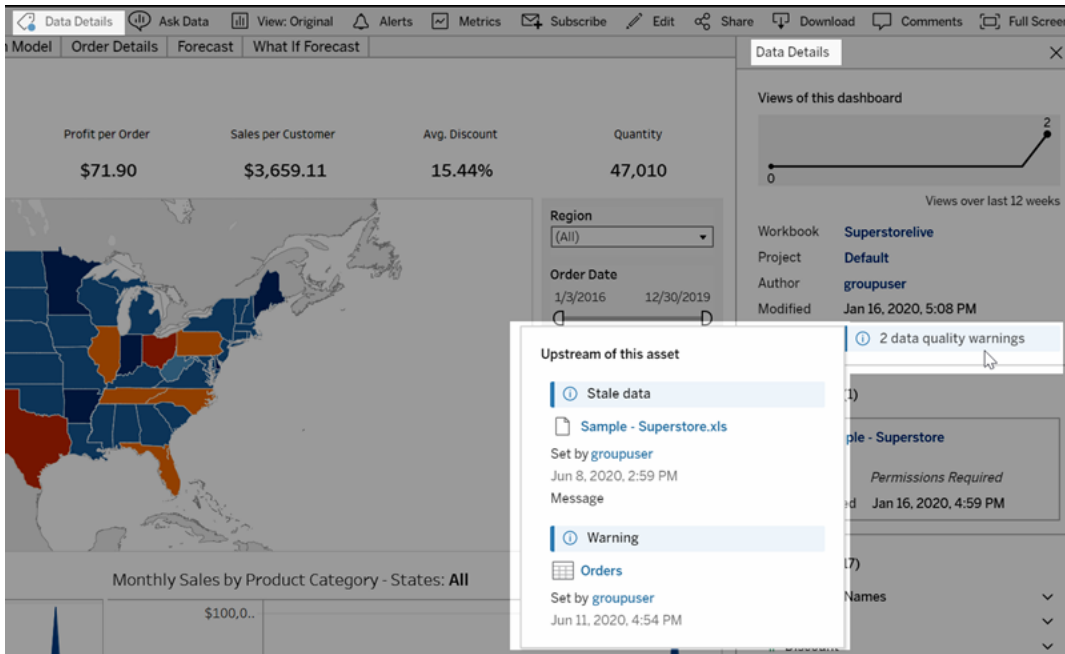 Data Details Ask Data View: Original Alerts Metrics Subscribe Edit Share Download Comments Full Screen
Model Order Details Forecast What If Forecast
Data Details
Views of this dashboard
2
0
Views over last 12 weeks
Profit per Order Sales per Customer Avg. Discount Quantity
$71.90 $3,659.11 15.44% 47,010
Region
(All)
Order Date
1/3/2016 12/30/2019
Workbook Superstorelive
Project Default
Author groupuser
Modified Jan 16, 2020, 5:08 PM
2 data quality warnings
Upstream of this asset
Stale data
Sample - Superstore.xls
Set by groupuser
Jun 8, 2020, 2:59 PM
Message
Warning
Orders
Set by groupuser
Jun 11, 2020, 4:54 PM
(1)
ple - Superstore
Permissions Required
ed Jan 16, 2020, 4:59 PM
17)
Names
Discount
Monthly Sales by Product Category - States: All
$100,0..